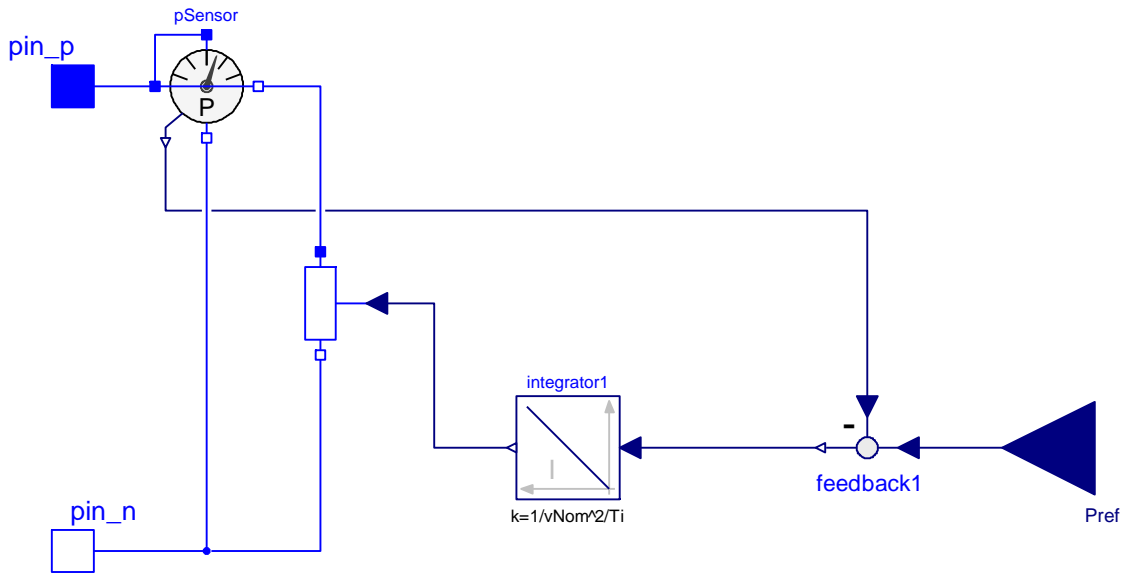 pSensor
pin_p
P
-
integrator1
I
feedback1
k=1/vNom^2/Ti
pin_n
Pref